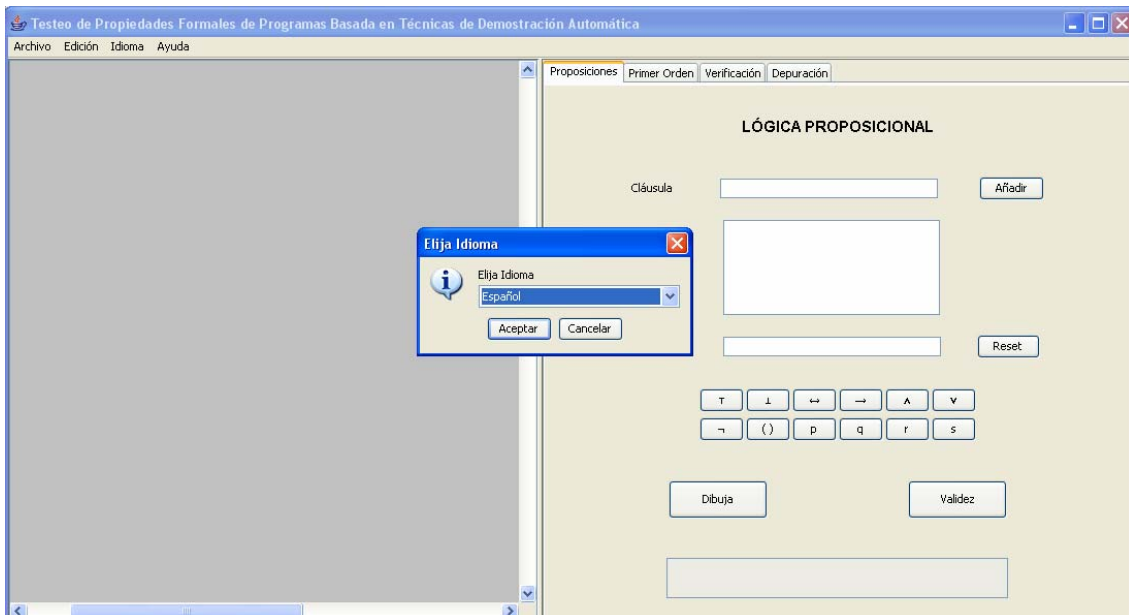 Testeo de Propiedades Formales de Programas Basada en Técnicas de Demostración Automática
Archivo Edición Idioma Ayuda
Proposiciones Primer Orden Verificación Depuración
LÓGICA PROPOSICIONAL
Cláusula Añadir
Elija Idioma
Elija Idioma
Español
Aceptar Cancelar
Reset
⊤ ⊥ ↔ → ∧ ∨
¬ ( ) p q r s
Dibuja Validez